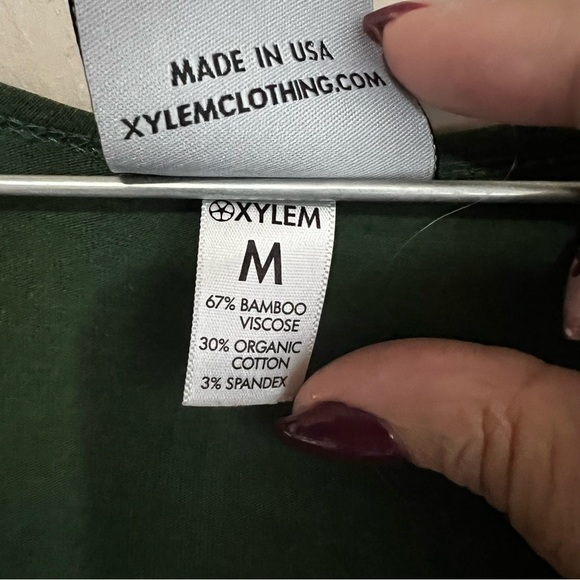 MADE IN USA
XYLEMCLOTHING.COM
XYLEM
M
67% BAMBOO
VISCOSE
30% ORGANIC
COTTON
3% SPANDEX